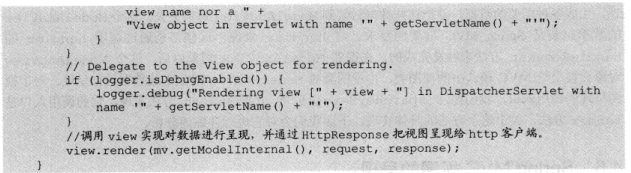 view name nor a " +
"View object in servlet with name '" + getServletName() + "'");
}
}
// Delegate to the View object for rendering.
if (logger.isDebugEnabled()) {
logger.debug("Rendering view [" + view + "] in DispatcherServlet with
name '" + getServletName() + "'");
}
//调用 view 实现对数据进行呈现，并通过 HttpResponse 把视图呈现给 http 客户端。
view.render(mv.getModelInternal(), request, response);
}